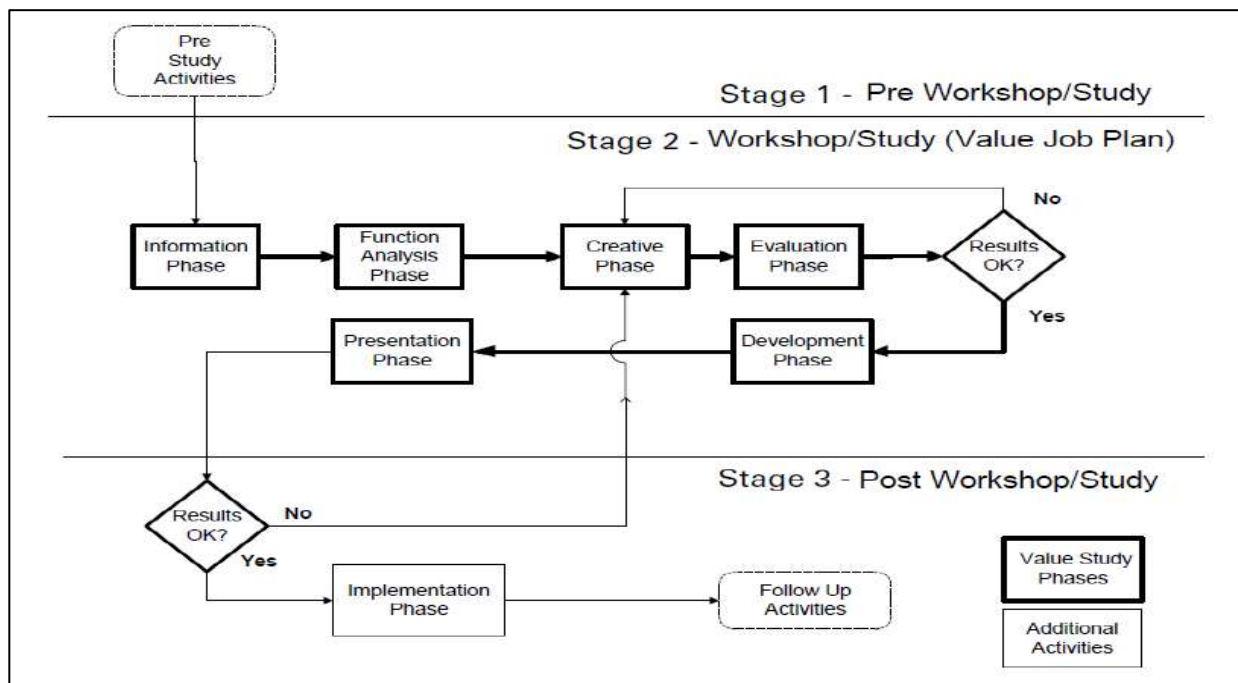 Pre
Study
Activities
Stage 1 - Pre Workshop/Study
Stage 2 - Workshop/Study (Value Job Plan)
No
Information
Phase
Function
Analysis
Phase
Creative
Phase
Evaluation
Phase
Results
OK?
Yes
Presentation
Phase
Development
Phase
Stage 3 - Post Workshop/Study
Results
OK?
No
Yes
Implementation
Phase
Follow Up
Activities
Value Study
Phases
Additional
Activities